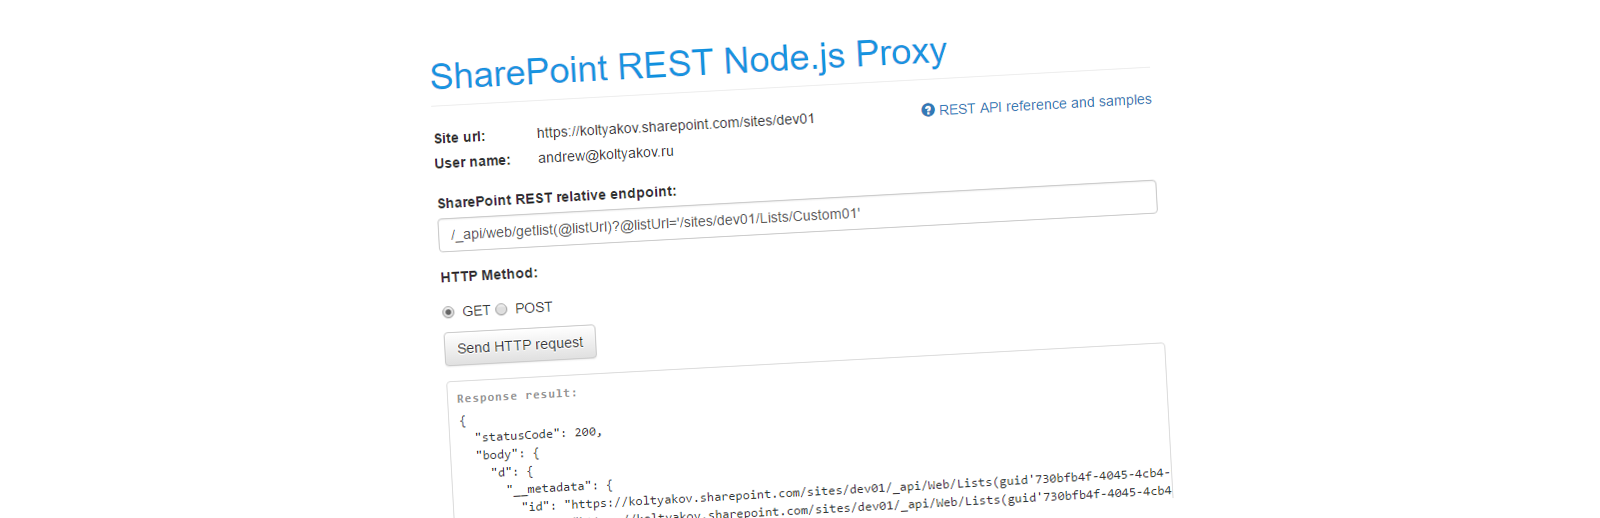 SharePoint REST Node.js Proxy
REST API reference and samples
Site url: https://koltyakov.sharepoint.com/sites/dev01
User name: andrew@koltyakov.ru
SharePoint REST relative endpoint:
/_api/web/getlist(@listUrl)?@listUrl='/sites/dev01/Lists/Custom01'
HTTP Method:
GET POST
Send HTTP request
Response result:
{
"statusCode": 200,
"body": {
"d": {
"__metadata": {
"id": "https://koltyakov.sharepoint.com/sites/dev01/_api/Web/Lists(guid'730bfb4f-4045-4cb4-
koltyakov.sharepoint.com/sites/dev01/_api/Web/Lists(guid'730bfb4f-4045-4cb4